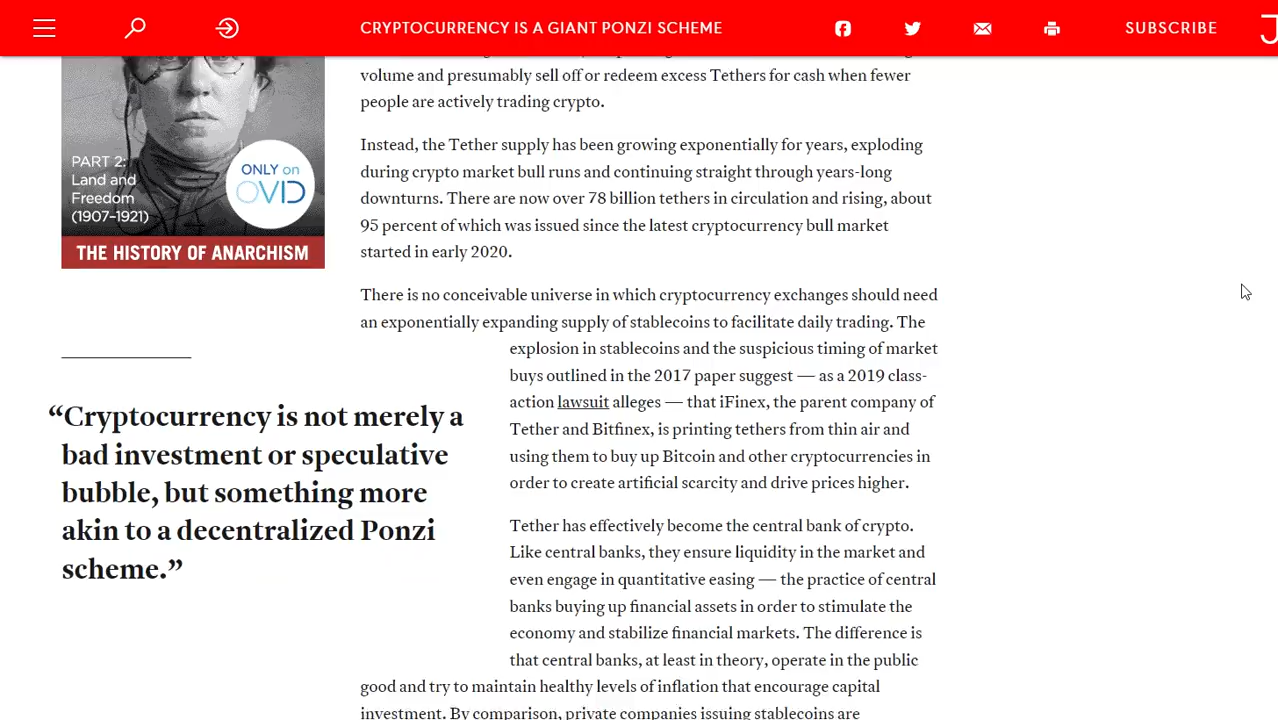 CRYPTOCURRENCY IS A GIANT PONZI SCHEME
SUBSCRIBE
J
PART 2:
Land and
Freedom
(1907–1921)
ONLY on
OVID
THE HISTORY OF ANARCHISM
volume and presumably sell off or redeem excess Tethers for cash when fewer
people are actively trading crypto.
Instead, the Tether supply has been growing exponentially for years, exploding
during crypto market bull runs and continuing straight through years-long
downturns. There are now over 78 billion tethers in circulation and rising, about
95 percent of which was issued since the latest cryptocurrency bull market
started in early 2020.
There is no conceivable universe in which cryptocurrency exchanges should need
an exponentially expanding supply of stablecoins to facilitate daily trading. The
explosion in stablecoins and the suspicious timing of market
buys outlined in the 2017 paper suggest — as a 2019 class-
action lawsuit alleges — that iFinex, the parent company of
Tether and Bitfinex, is printing tethers from thin air and
using them to buy up Bitcoin and other cryptocurrencies in
order to create artificial scarcity and drive prices higher.
“Cryptocurrency is not merely a
bad investment or speculative
bubble, but something more
akin to a decentralized Ponzi
scheme.”
Tether has effectively become the central bank of crypto.
Like central banks, they ensure liquidity in the market and
even engage in quantitative easing — the practice of central
banks buying up financial assets in order to stimulate the
economy and stabilize financial markets. The difference is
that central banks, at least in theory, operate in the public
good and try to maintain healthy levels of inflation that encourage capital
investment. By comparison, private companies issuing stablecoins are